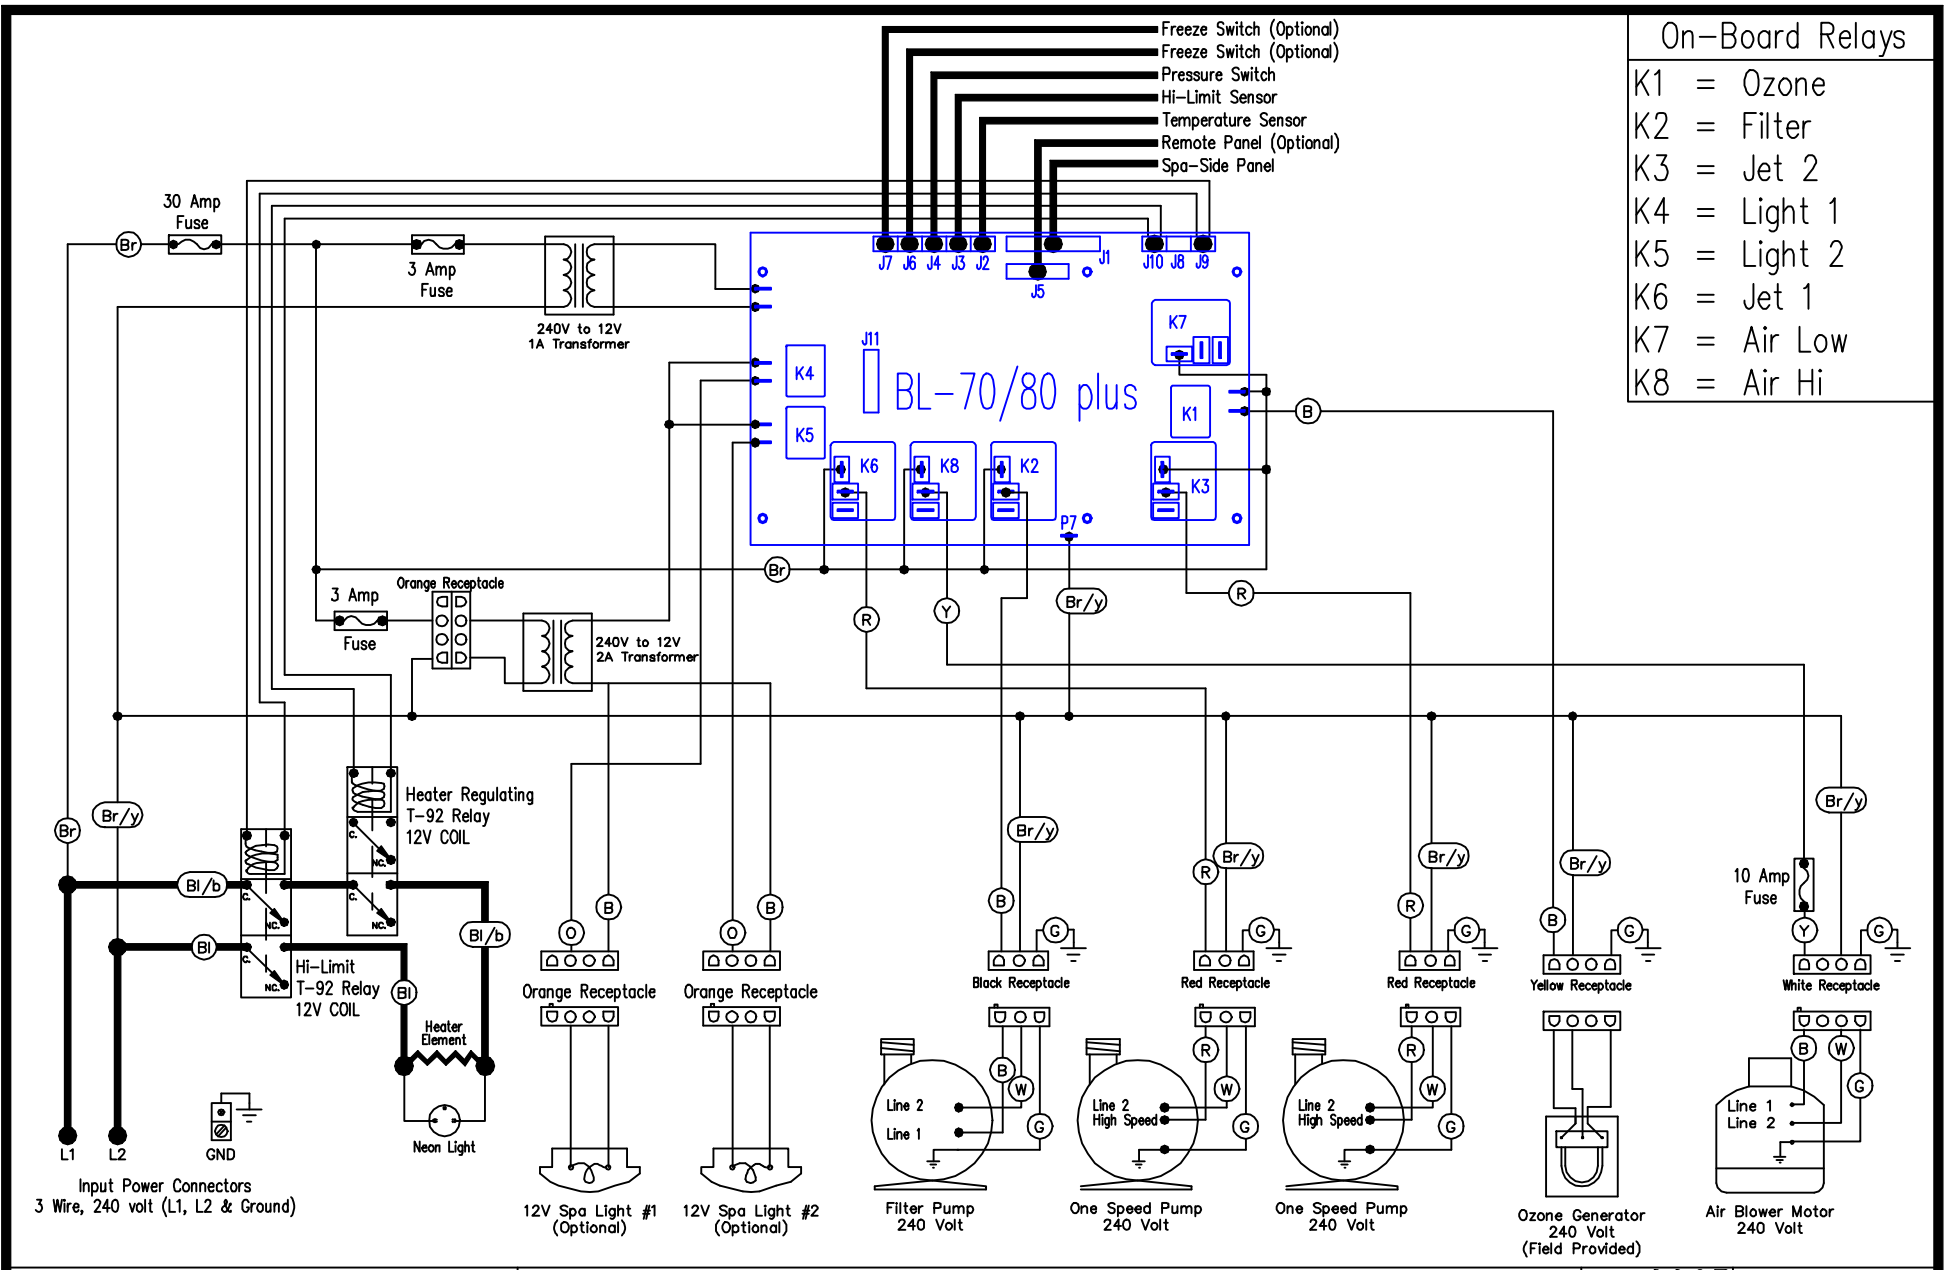 Freeze Switch (Optional)
Freeze Switch (Optional)
Pressure Switch
Hi-Limit Sensor
Temperature Sensor
Remote Panel (Optional)
Spa-Side Panel
On-Board Relays
K1 = Ozone
K2 = Filter
K3 = Jet 2
K4 = Light 1
K5 = Light 2
K6 = Jet 1
K7 = Air Low
K8 = Air Hi
30 Amp
Fuse
Br
3 Amp
Fuse
240V to 12V
1A Transformer
J7 J6 J4 J3 J2
J1
J5
J10 J8 J9
K7
J11
K4
BL-70/80 plus
K1
B
K5
K6
K8
K2
K3
P7
Br
Orange Receptacle
3 Amp
Fuse
240V to 12V
2A Transformer
R
Y
Br/y
R
Heater Regulating
T-92 Relay
12V COIL
C.
NC.
C.
NC.
Br
Br/y
Bl/b
C.
NC.
Bl
C.
NC.
Hi-Limit
T-92 Relay
12V COIL
Bl/b
Bl
Heater
Element
Neon Light
L1
L2
GND
Input Power Connectors
3 Wire, 240 volt (L1, L2 & Ground)
O
B
Orange Receptacle
12V Spa Light #1
(Optional)
O
B
Orange Receptacle
12V Spa Light #2
(Optional)
Br/y
B
G
Black Receptacle
B
W
G
Line 2
Line 1
Filter Pump
240 Volt
R
Br/y
G
Red Receptacle
R
W
G
Line 2
High Speed
One Speed Pump
240 Volt
Br/y
R
G
Red Receptacle
R
W
G
Line 2
High Speed
One Speed Pump
240 Volt
Br/y
B
G
Yellow Receptacle
Ozone Generator
240 Volt
(Field Provided)
Br/y
10 Amp
Fuse
Y
G
White Receptacle
B
W
G
Line 1
Line 2
Air Blower Motor
240 Volt